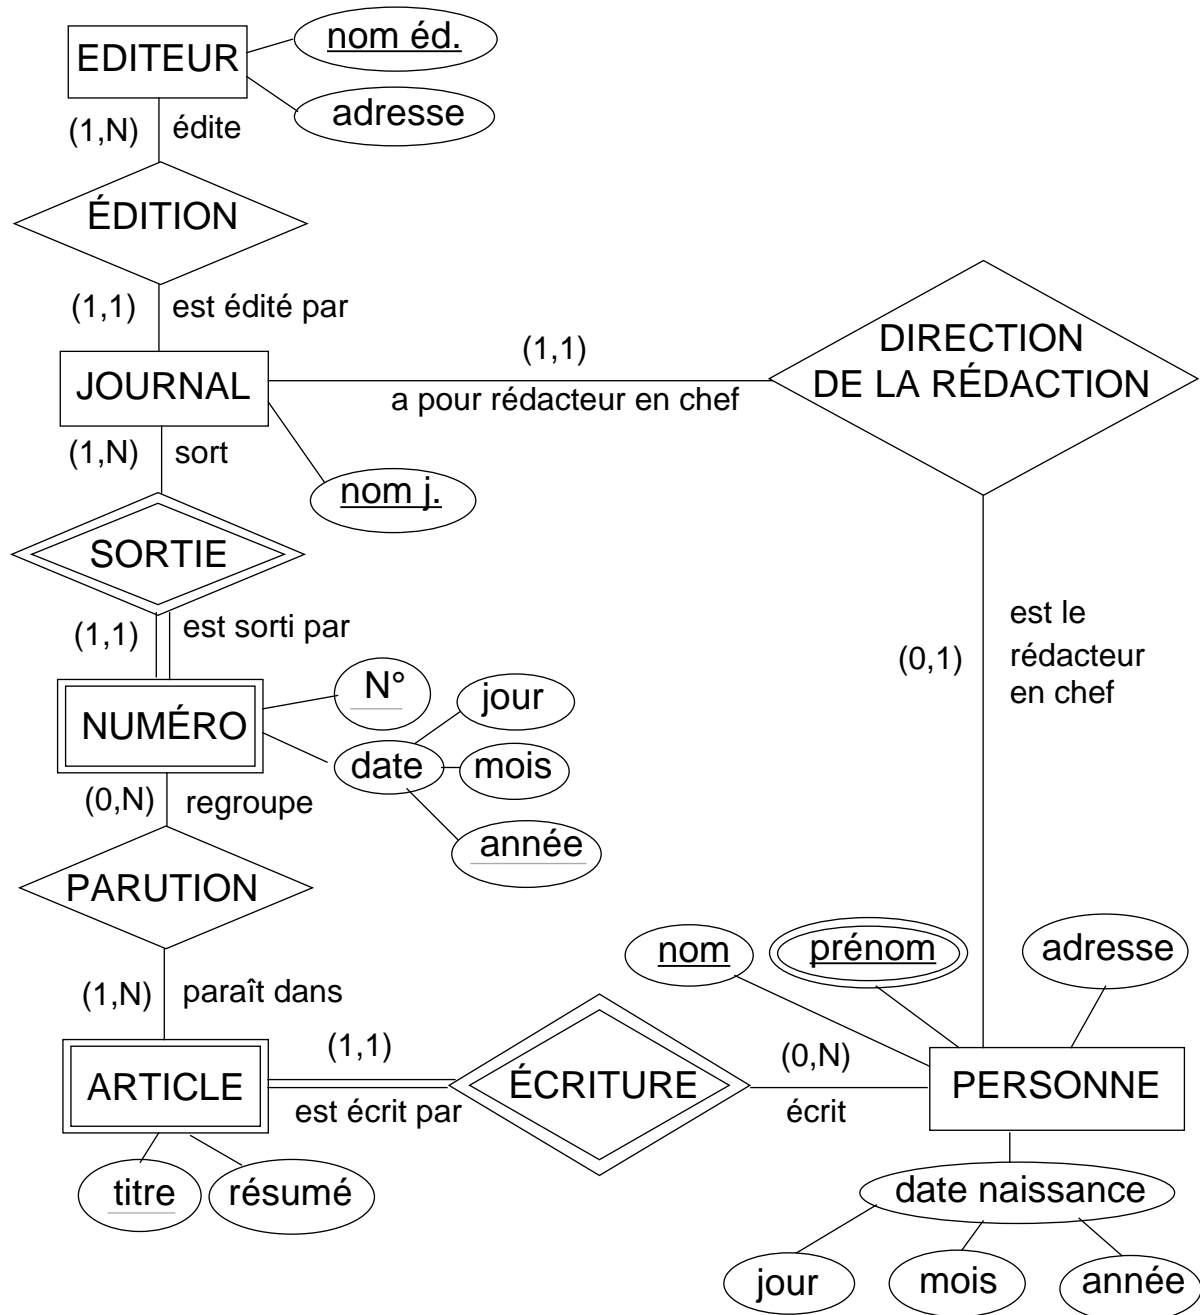 nom éd.
EDITEUR
adresse
(1,N) édite
ÉDITION
(1,1) est édité par
DIRECTION
DE LA RÉDACTION
(1,1)
JOURNAL
a pour rédacteur en chef
(1,N) sort
nom j.
SORTIE
(1,1) est sorti par
est le
rédacteur
en chef
(0,1)
N°
jour
NUMÉRO
date
mois
(0,N) regroupe
année
PARUTION
nom
prénom
adresse
(1,N) paraît dans
(1,1)
(0,N)
ARTICLE
ÉCRITURE
PERSONNE
est écrit par
écrit
titre
résumé
date naissance
jour
mois
année